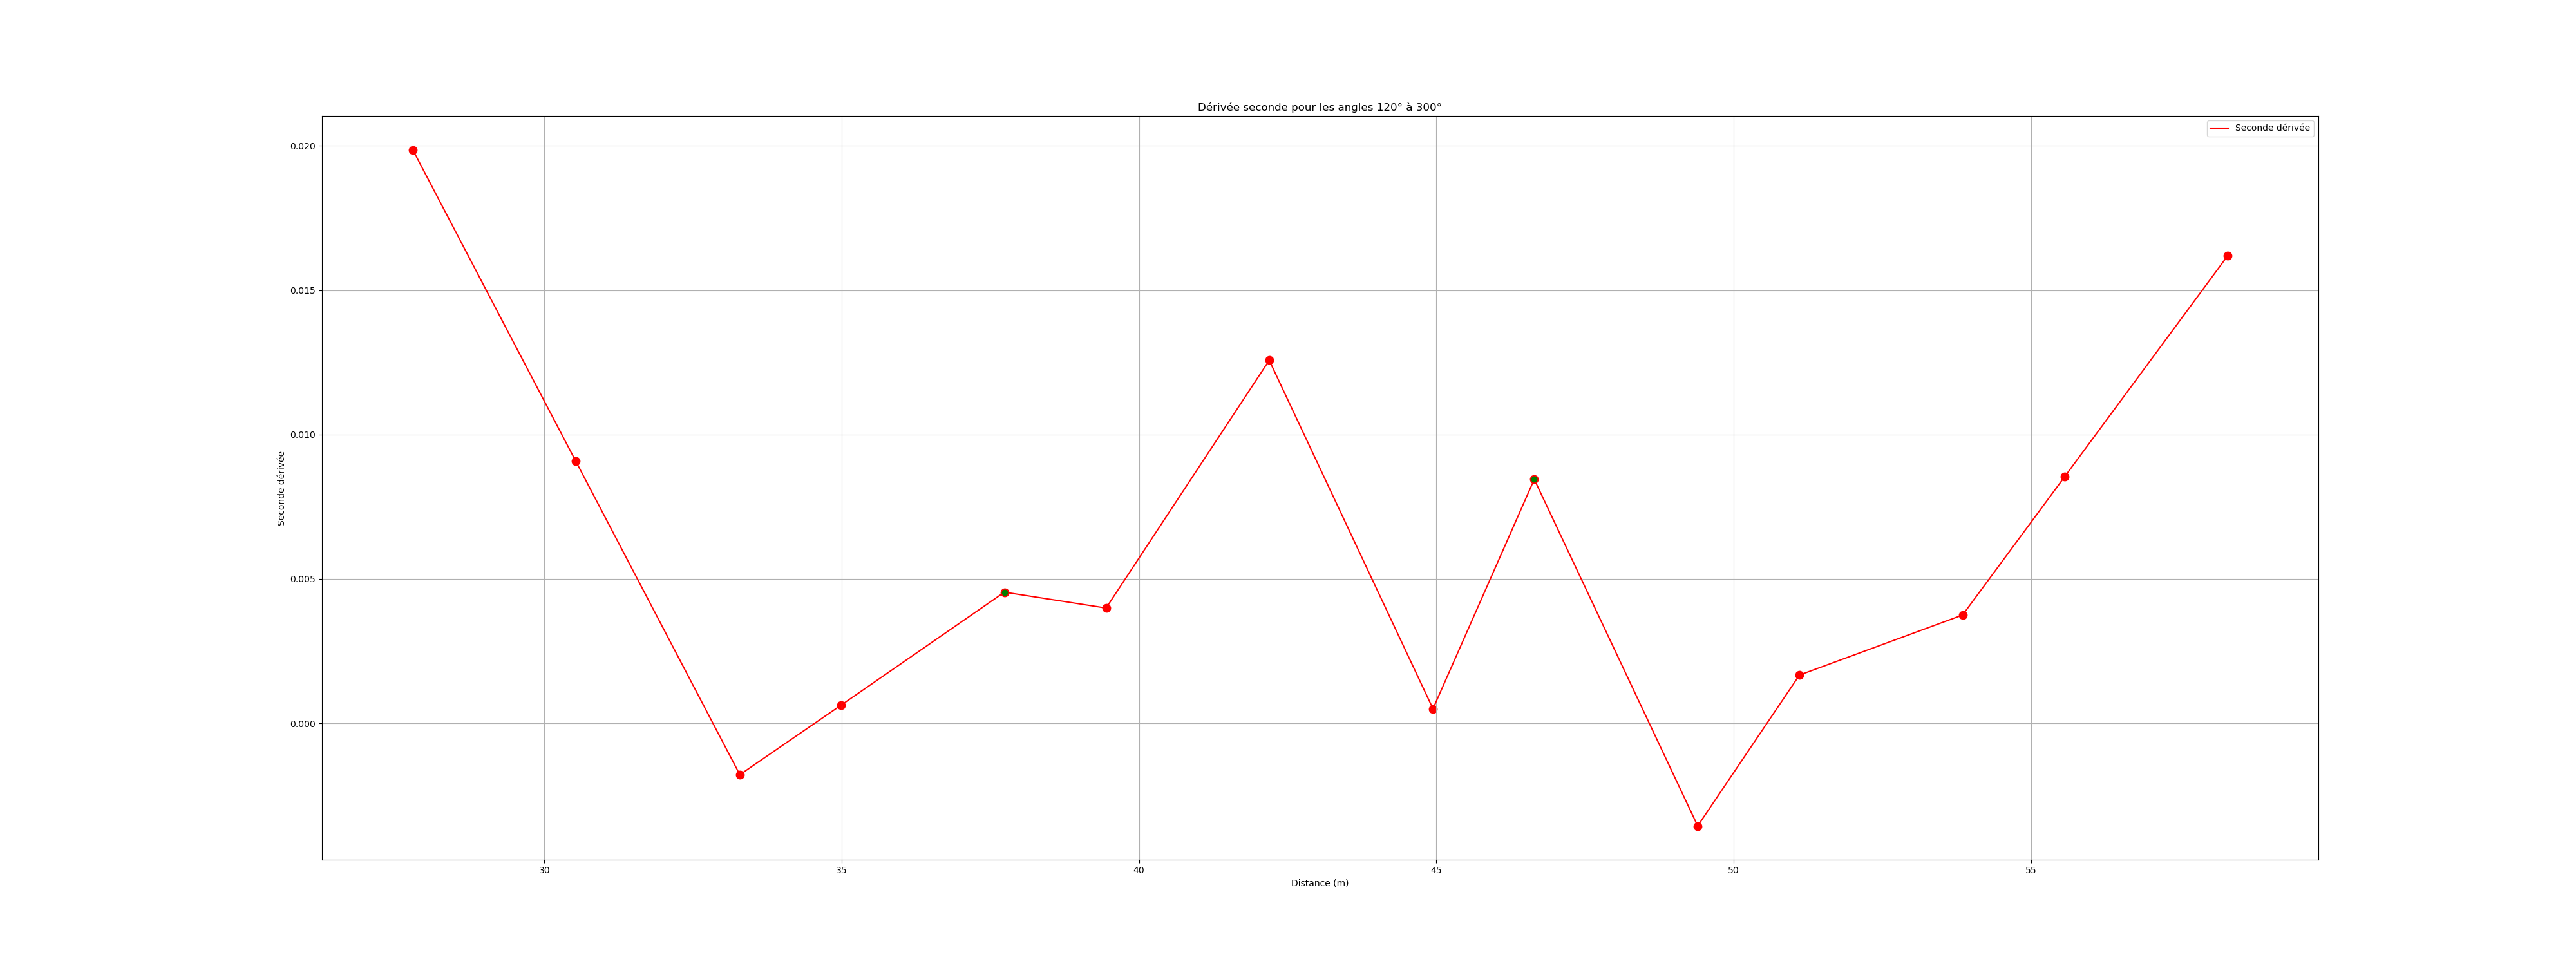 Dérivée seconde pour les angles 120° à 300°
Seconde dérivée
0.020
0.015
0.010
0.005
0.000
Seconde dérivée
30
35
40
45
50
55
Distance (m)